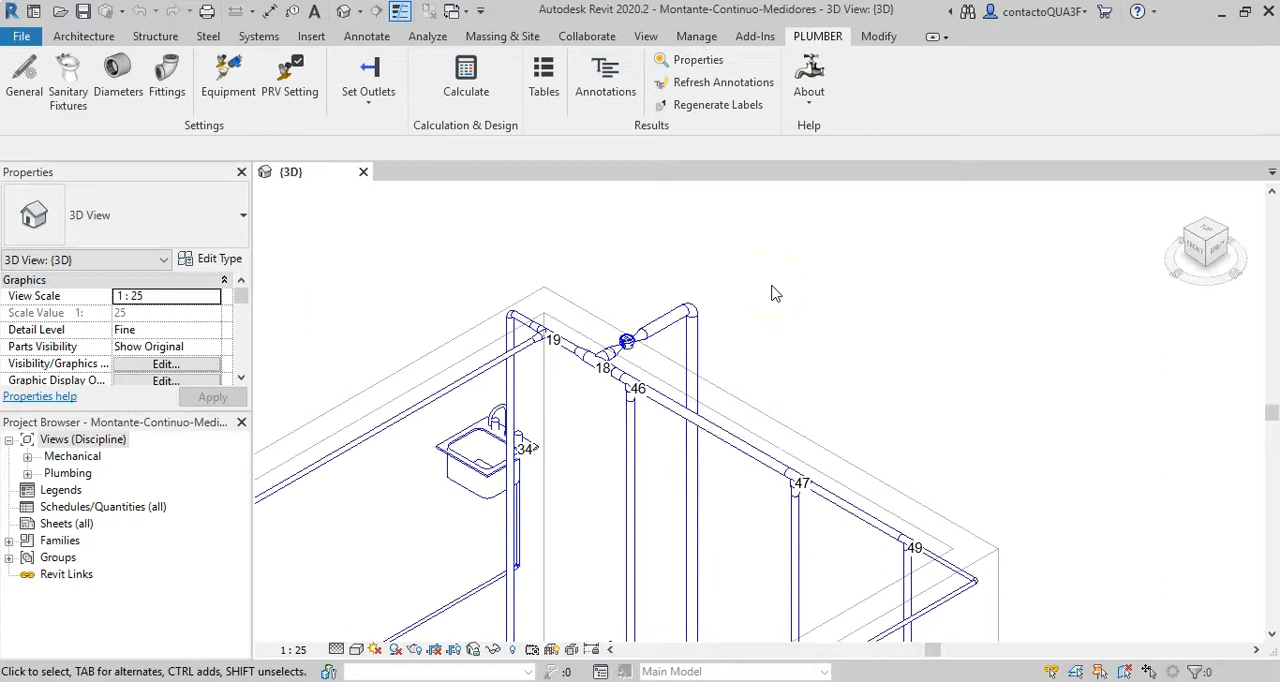 Autodesk Revit 2020.2 - Montante-Continuo-Medidores - 3D View: {3D}
contactoQUA3F
File Architecture Structure Steel Systems Insert Annotate Analyze Massing & Site Collaborate View Manage Add-Ins PLUMBER Modify
General
Sanitary
Fixtures
Diameters
Fittings
Equipment
PRV Setting
Set Outlets
Calculate
Tables
Annotations
Properties
Refresh Annotations
Regenerate Labels
About
Settings
Calculation & Design
Results
Help
Properties
{3D}
3D View
3D View: {3D}
Edit Type
Graphics
View Scale 1 : 25
Scale Value 1: 25
Detail Level Fine
Parts Visibility Show Original
Visibility/Graphics ... Edit...
Graphic Display O... Edit...
Properties help
Apply
Project Browser - Montante-Continuo-Medi...
Views (Discipline)
Mechanical
Plumbing
Legends
Schedules/Quantities (all)
Sheets (all)
Families
Groups
Revit Links
19
18
46
34
47
49
1 : 25
Click to select, TAB for alternates, CTRL adds, SHIFT unselects.
:0
Main Model
:0